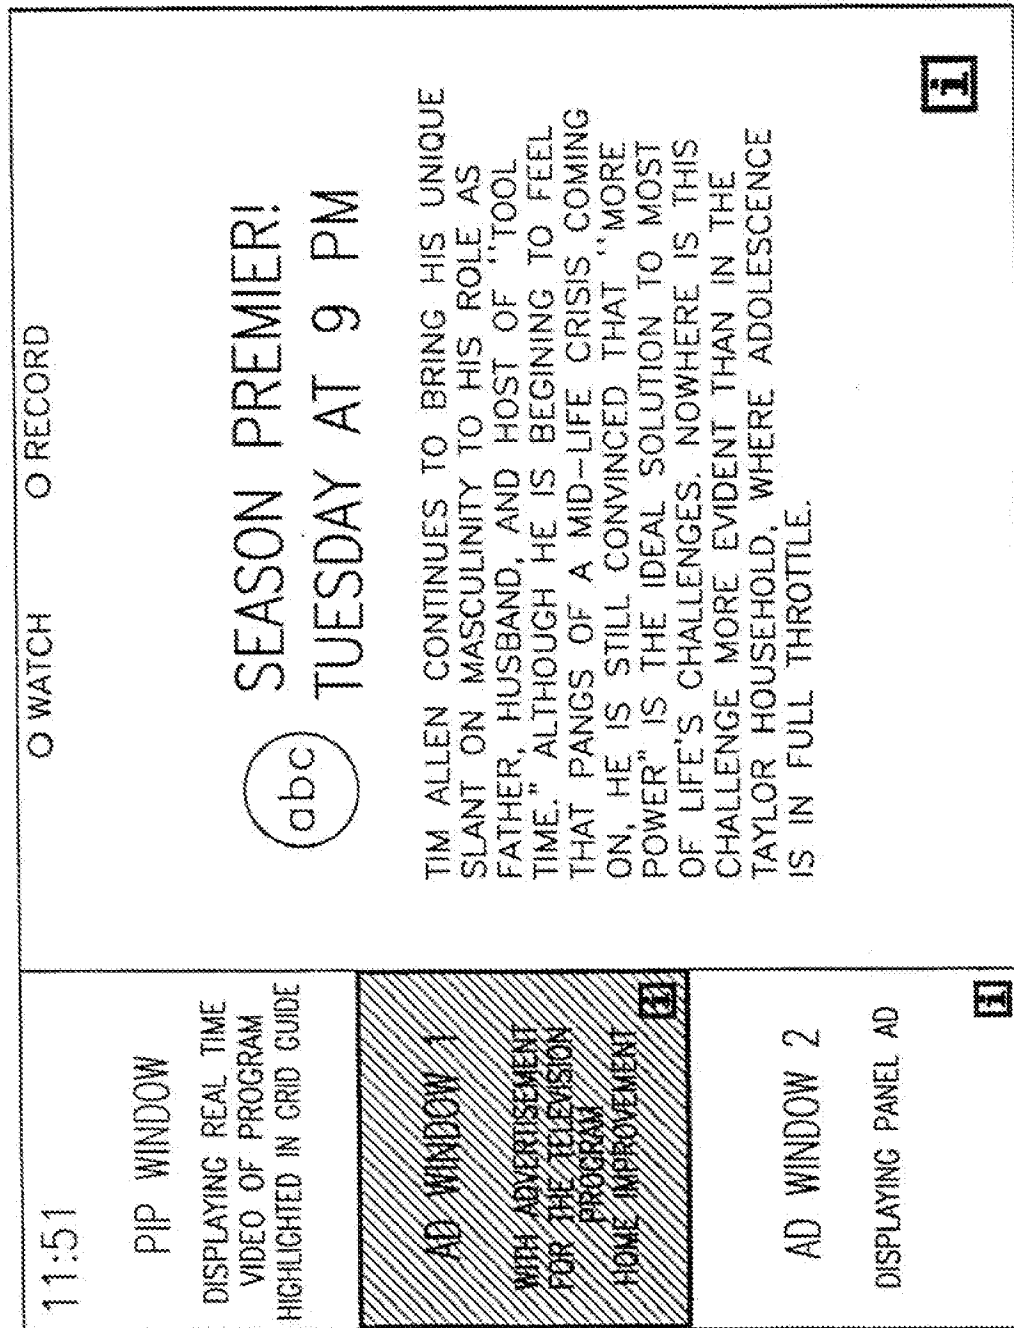 11:51
PIP WINDOW
DISPLAYING REAL TIME
VIDEO OF PROGRAM
HIGHLIGHTED IN GRID GUIDE
AD WINDOW 1
WITH ADVERTISEMENT
FOR THE TELEVISION
PROGRAM
HOME IMPROVEMENT
i
AD WINDOW 2
DISPLAYING PANEL AD
i
O WATCH O RECORD
abc
SEASON PREMIER!
TUESDAY AT 9 PM
TIM ALLEN CONTINUES TO BRING HIS UNIQUE
SLANT ON MASCULINITY TO HIS ROLE AS
FATHER, HUSBAND, AND HOST OF "TOOL
TIME." ALTHOUGH HE IS BEGINING TO FEEL
THAT PANGS OF A MID-LIFE CRISIS COMING
ON, HE IS STILL CONVINCED THAT "MORE
POWER" IS THE IDEAL SOLUTION TO MOST
OF LIFE'S CHALLENGES. NOWHERE IS THIS
CHALLENGE MORE EVIDENT THAN IN THE
TAYLOR HOUSEHOLD, WHERE ADOLESCENCE
IS IN FULL THROTTLE.
i